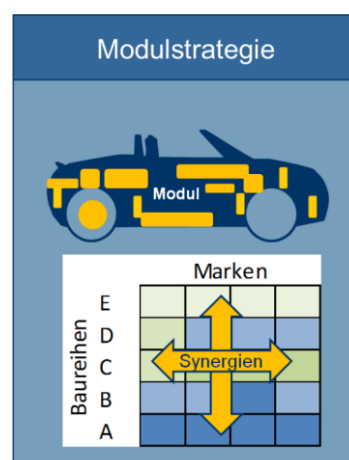 Modulstrategie
Modul
Marken
Baureihen
E
D
C
B
A
Synergien